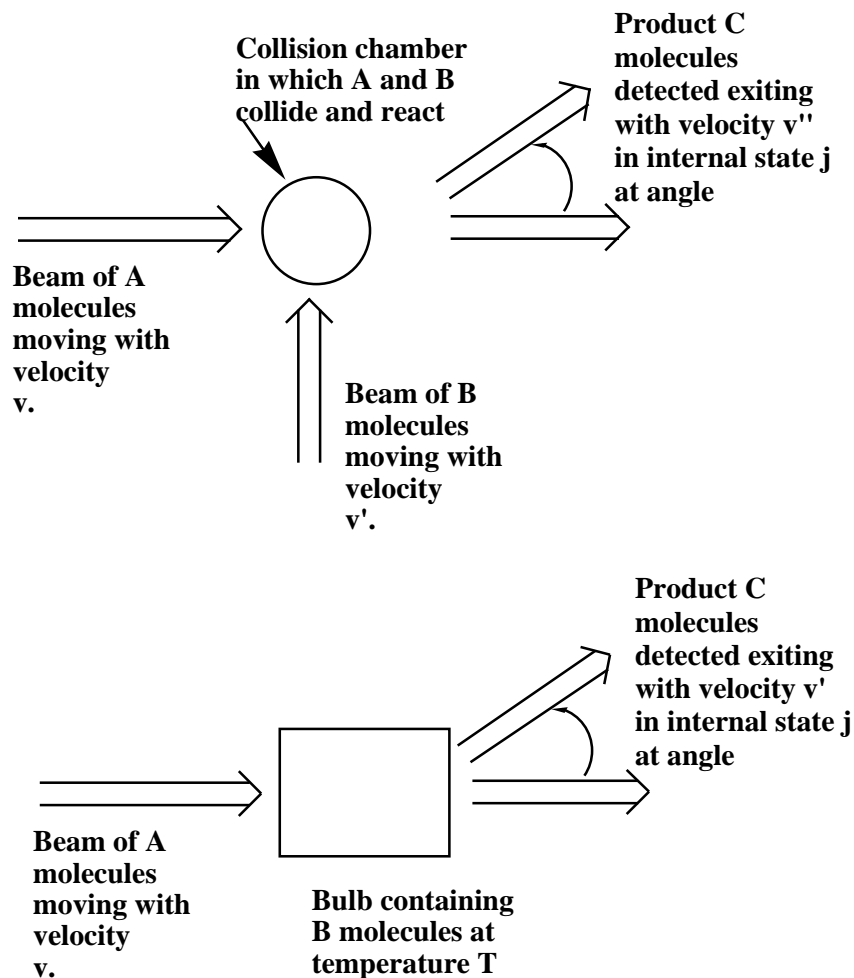 Collision chamber
in which A and B
collide and react
Product C
molecules
detected exiting
with velocity v''
in internal state j
at angle
Beam of A
molecules
moving with
velocity
v.
Beam of B
molecules
moving with
velocity
v'.
Product C
molecules
detected exiting
with velocity v'
in internal state j
at angle
Beam of A
molecules
moving with
velocity
v.
Bulb containing
B molecules at
temperature T